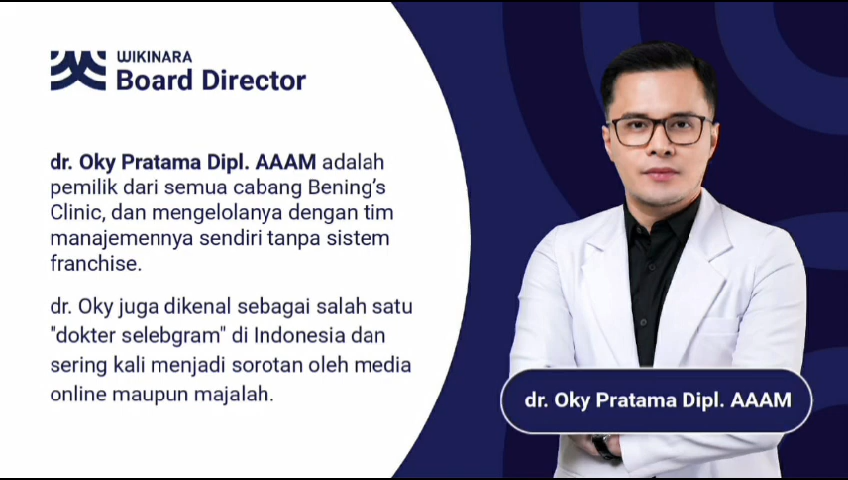 WIKINARA
Board Director
dr. Oky Pratama Dipl. AAAM adalah
pemilik dari semua cabang Bening's
Clinic, dan mengelolanya dengan tim
manajemennya sendiri tanpa sistem
franchise.
dr. Oky juga dikenal sebagai salah satu
"dokter selebgram" di Indonesia dan
sering kali menjadi sorotan oleh media
online maupun majalah.
dr. Oky Pratama Dipl. AAAM